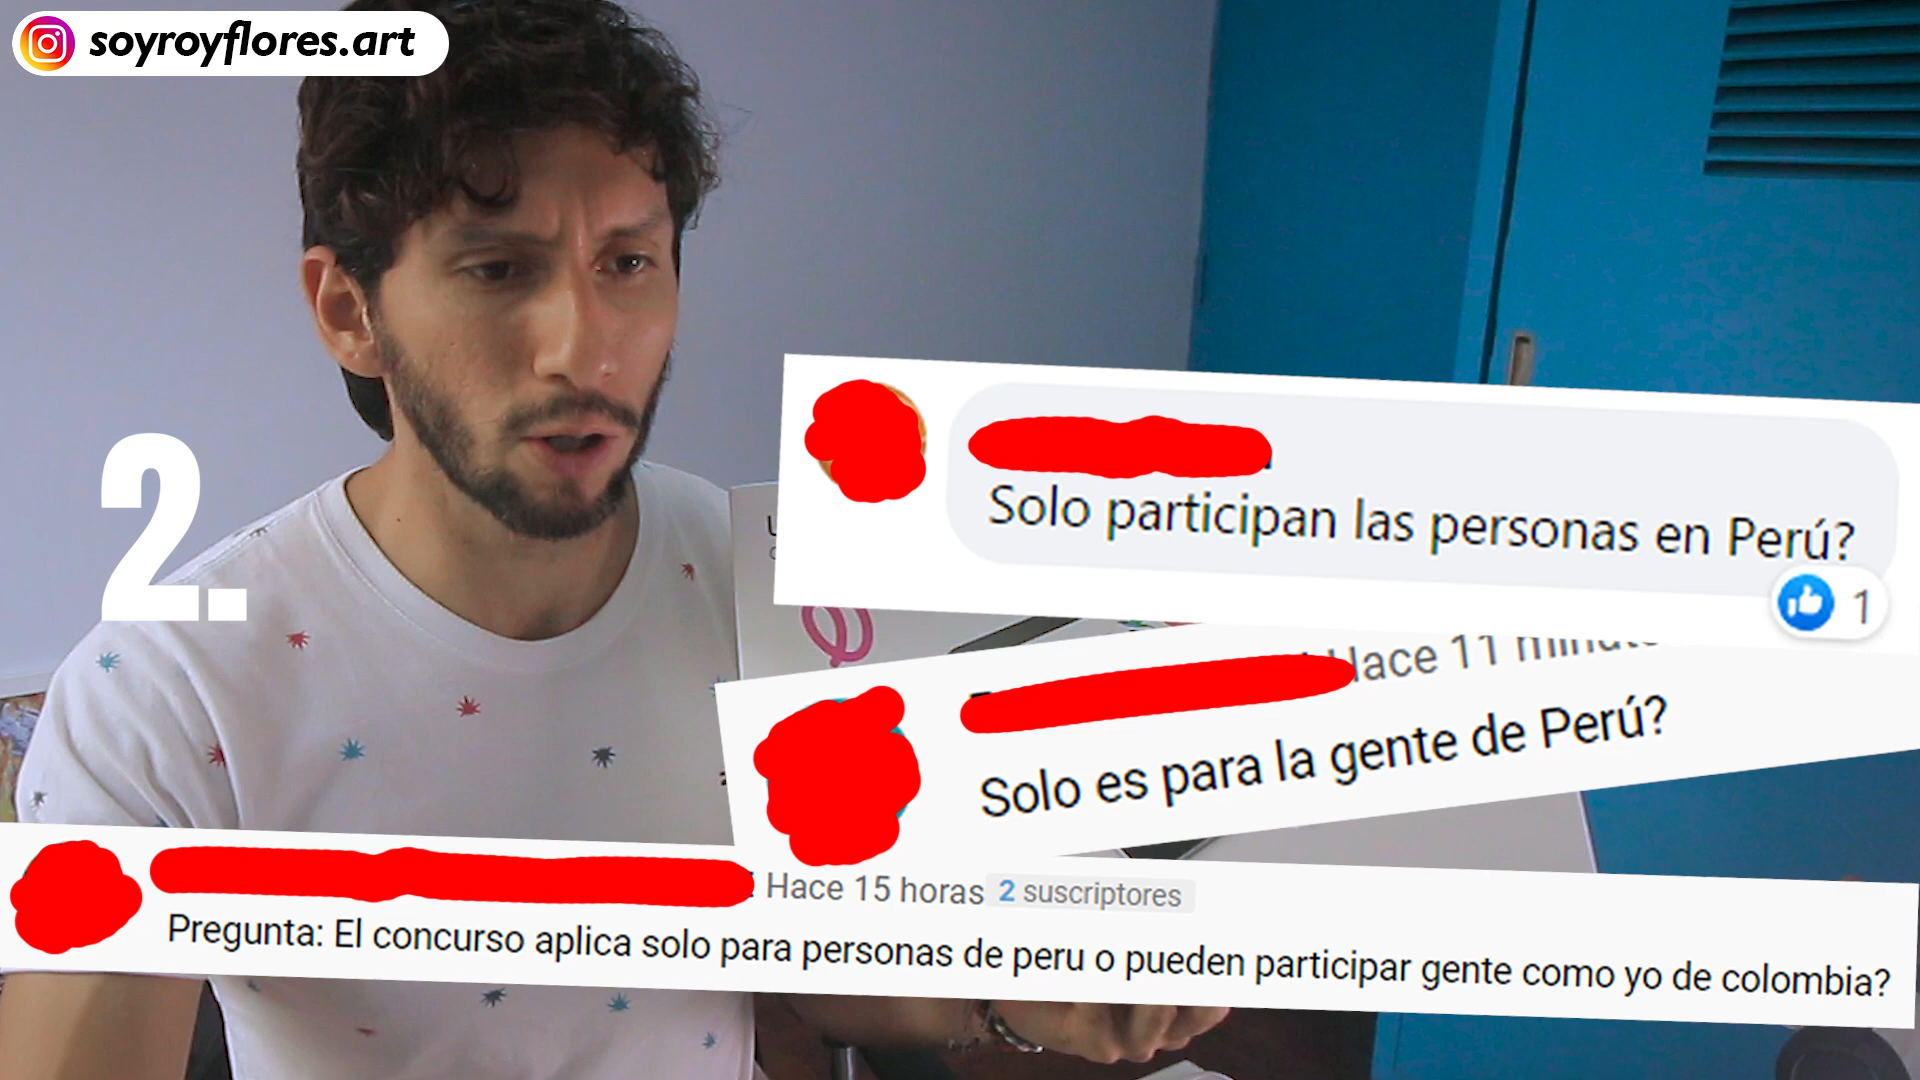 soyroyflores.art
2.
Solo participan las personas en Perú?
1
Hace 11
Solo es para la gente de Perú?
Hace 15 horas 2 suscriptores
Pregunta: El concurso aplica solo para personas de peru o pueden participar gente como yo de colombia?